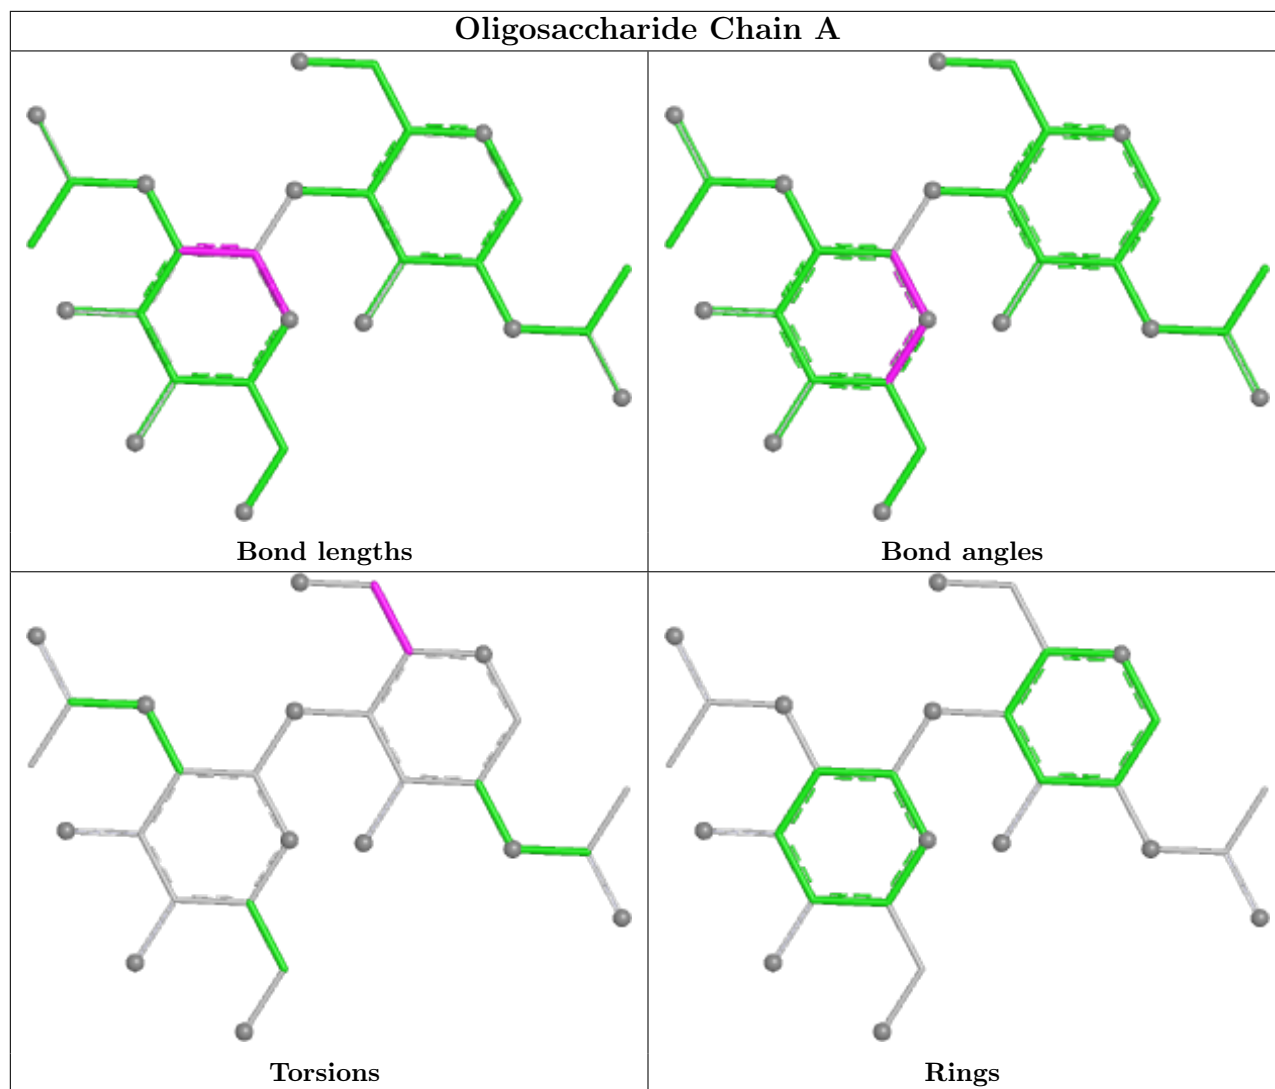 Oligosaccharide Chain A
Bond lengths
Bond angles
Torsions
Rings